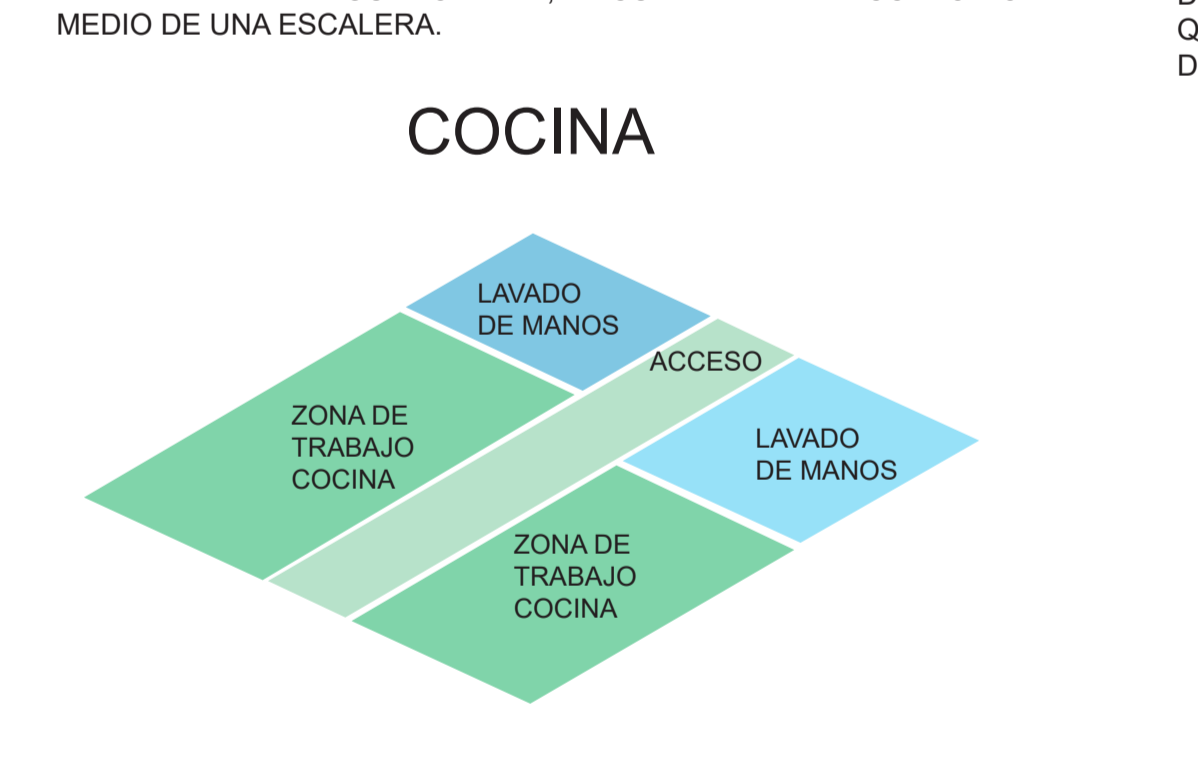 MEDIO DE UNA ESCALERA.
Q
D
COCINA
LAVADO
DE MANOS
ACCESO
ZONA DE
TRABAJO
COCINA
LAVADO
DE MANOS
ZONA DE
TRABAJO
COCINA